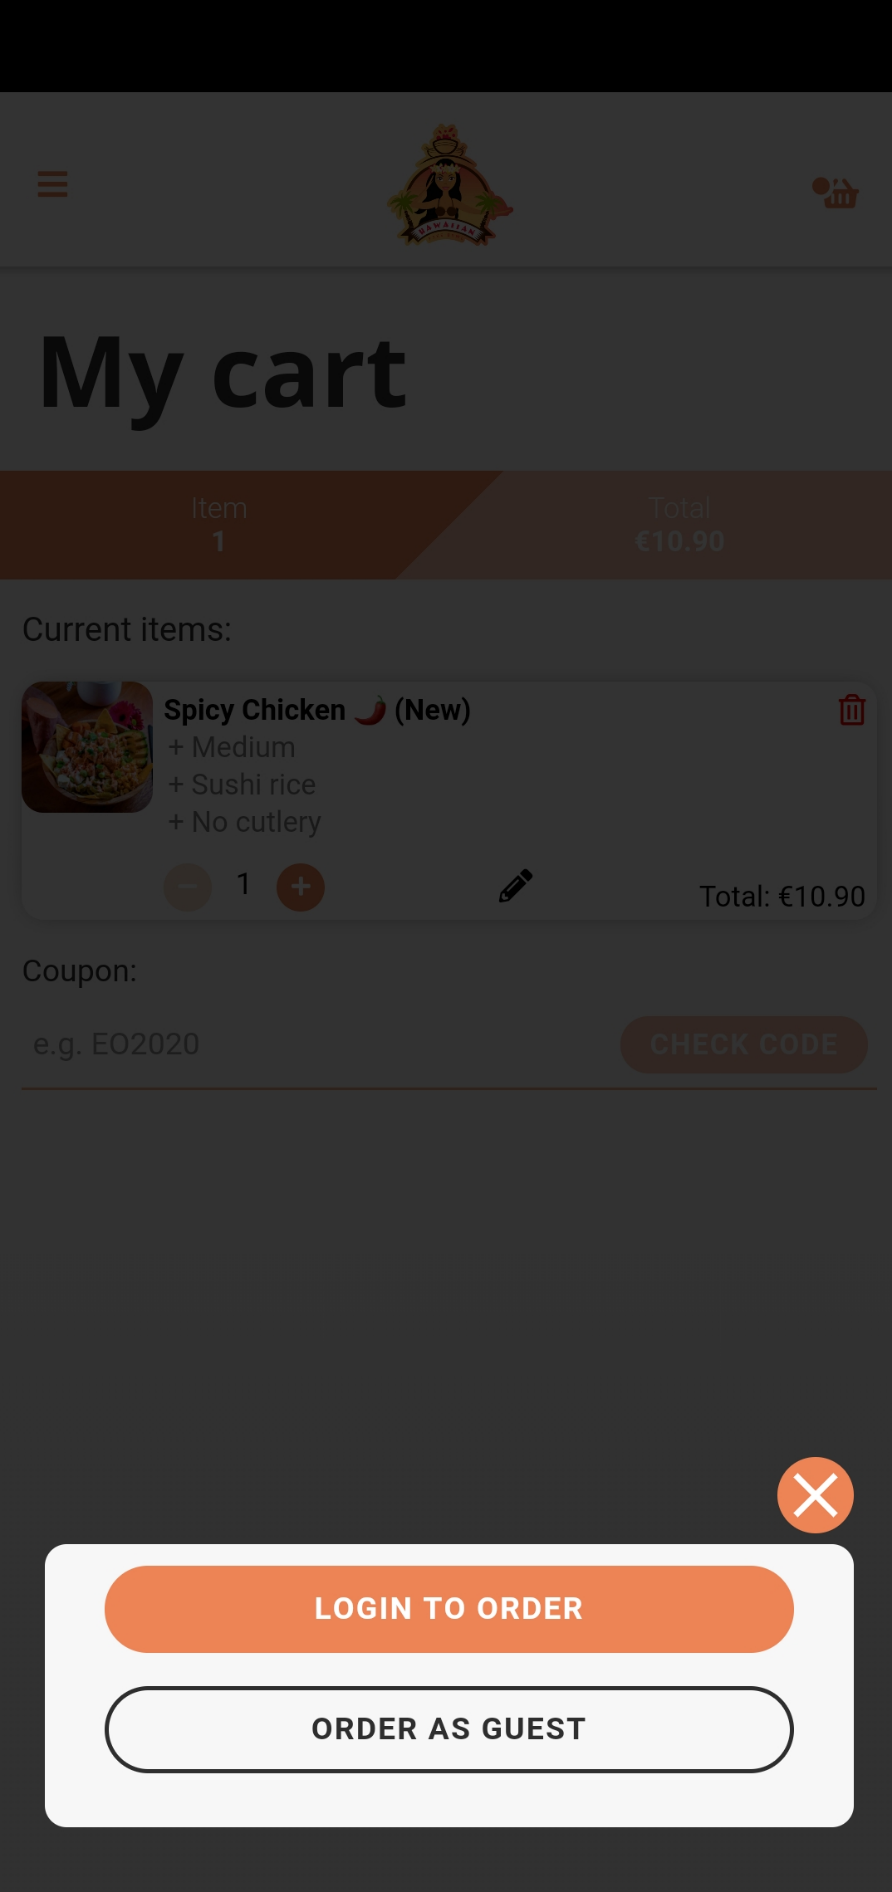 HAWAIIAN
My cart
Item
1
Total
€10.90
Current items:
Spicy Chicken 🌶️ (New)
+ Medium
+ Sushi rice
+ No cutlery
1
Total: €10.90
Coupon:
e.g. EO2020
CHECK CODE
LOGIN TO ORDER
ORDER AS GUEST